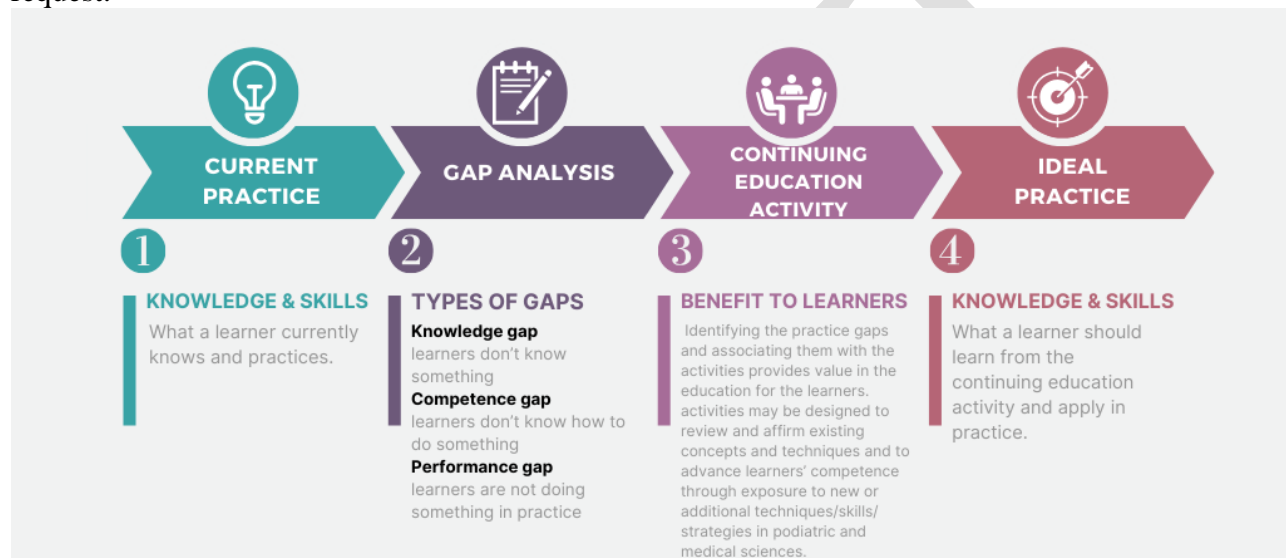 request.
CURRENT
PRACTICE
GAP ANALYSIS
CONTINUING
EDUCATION
ACTIVITY
IDEAL
PRACTICE
1
KNOWLEDGE & SKILLS
What a learner currently
knows and practices.
2
TYPES OF GAPS
Knowledge gap
learners don't know
something
Competence gap
learners don't know how to
do something
Performance gap
learners are not doing
something in practice
3
BENEFIT TO LEARNERS
Identifying the practice gaps
and associating them with the
activities provides value in the
education for the learners.
activities may be designed to
review and affirm existing
concepts and techniques and to
advance learners' competence
through exposure to new or
additional techniques/skills/
strategies in podiatric and
medical sciences.
4
KNOWLEDGE & SKILLS
What a learner should
learn from the
continuing education
activity and apply in
practice.